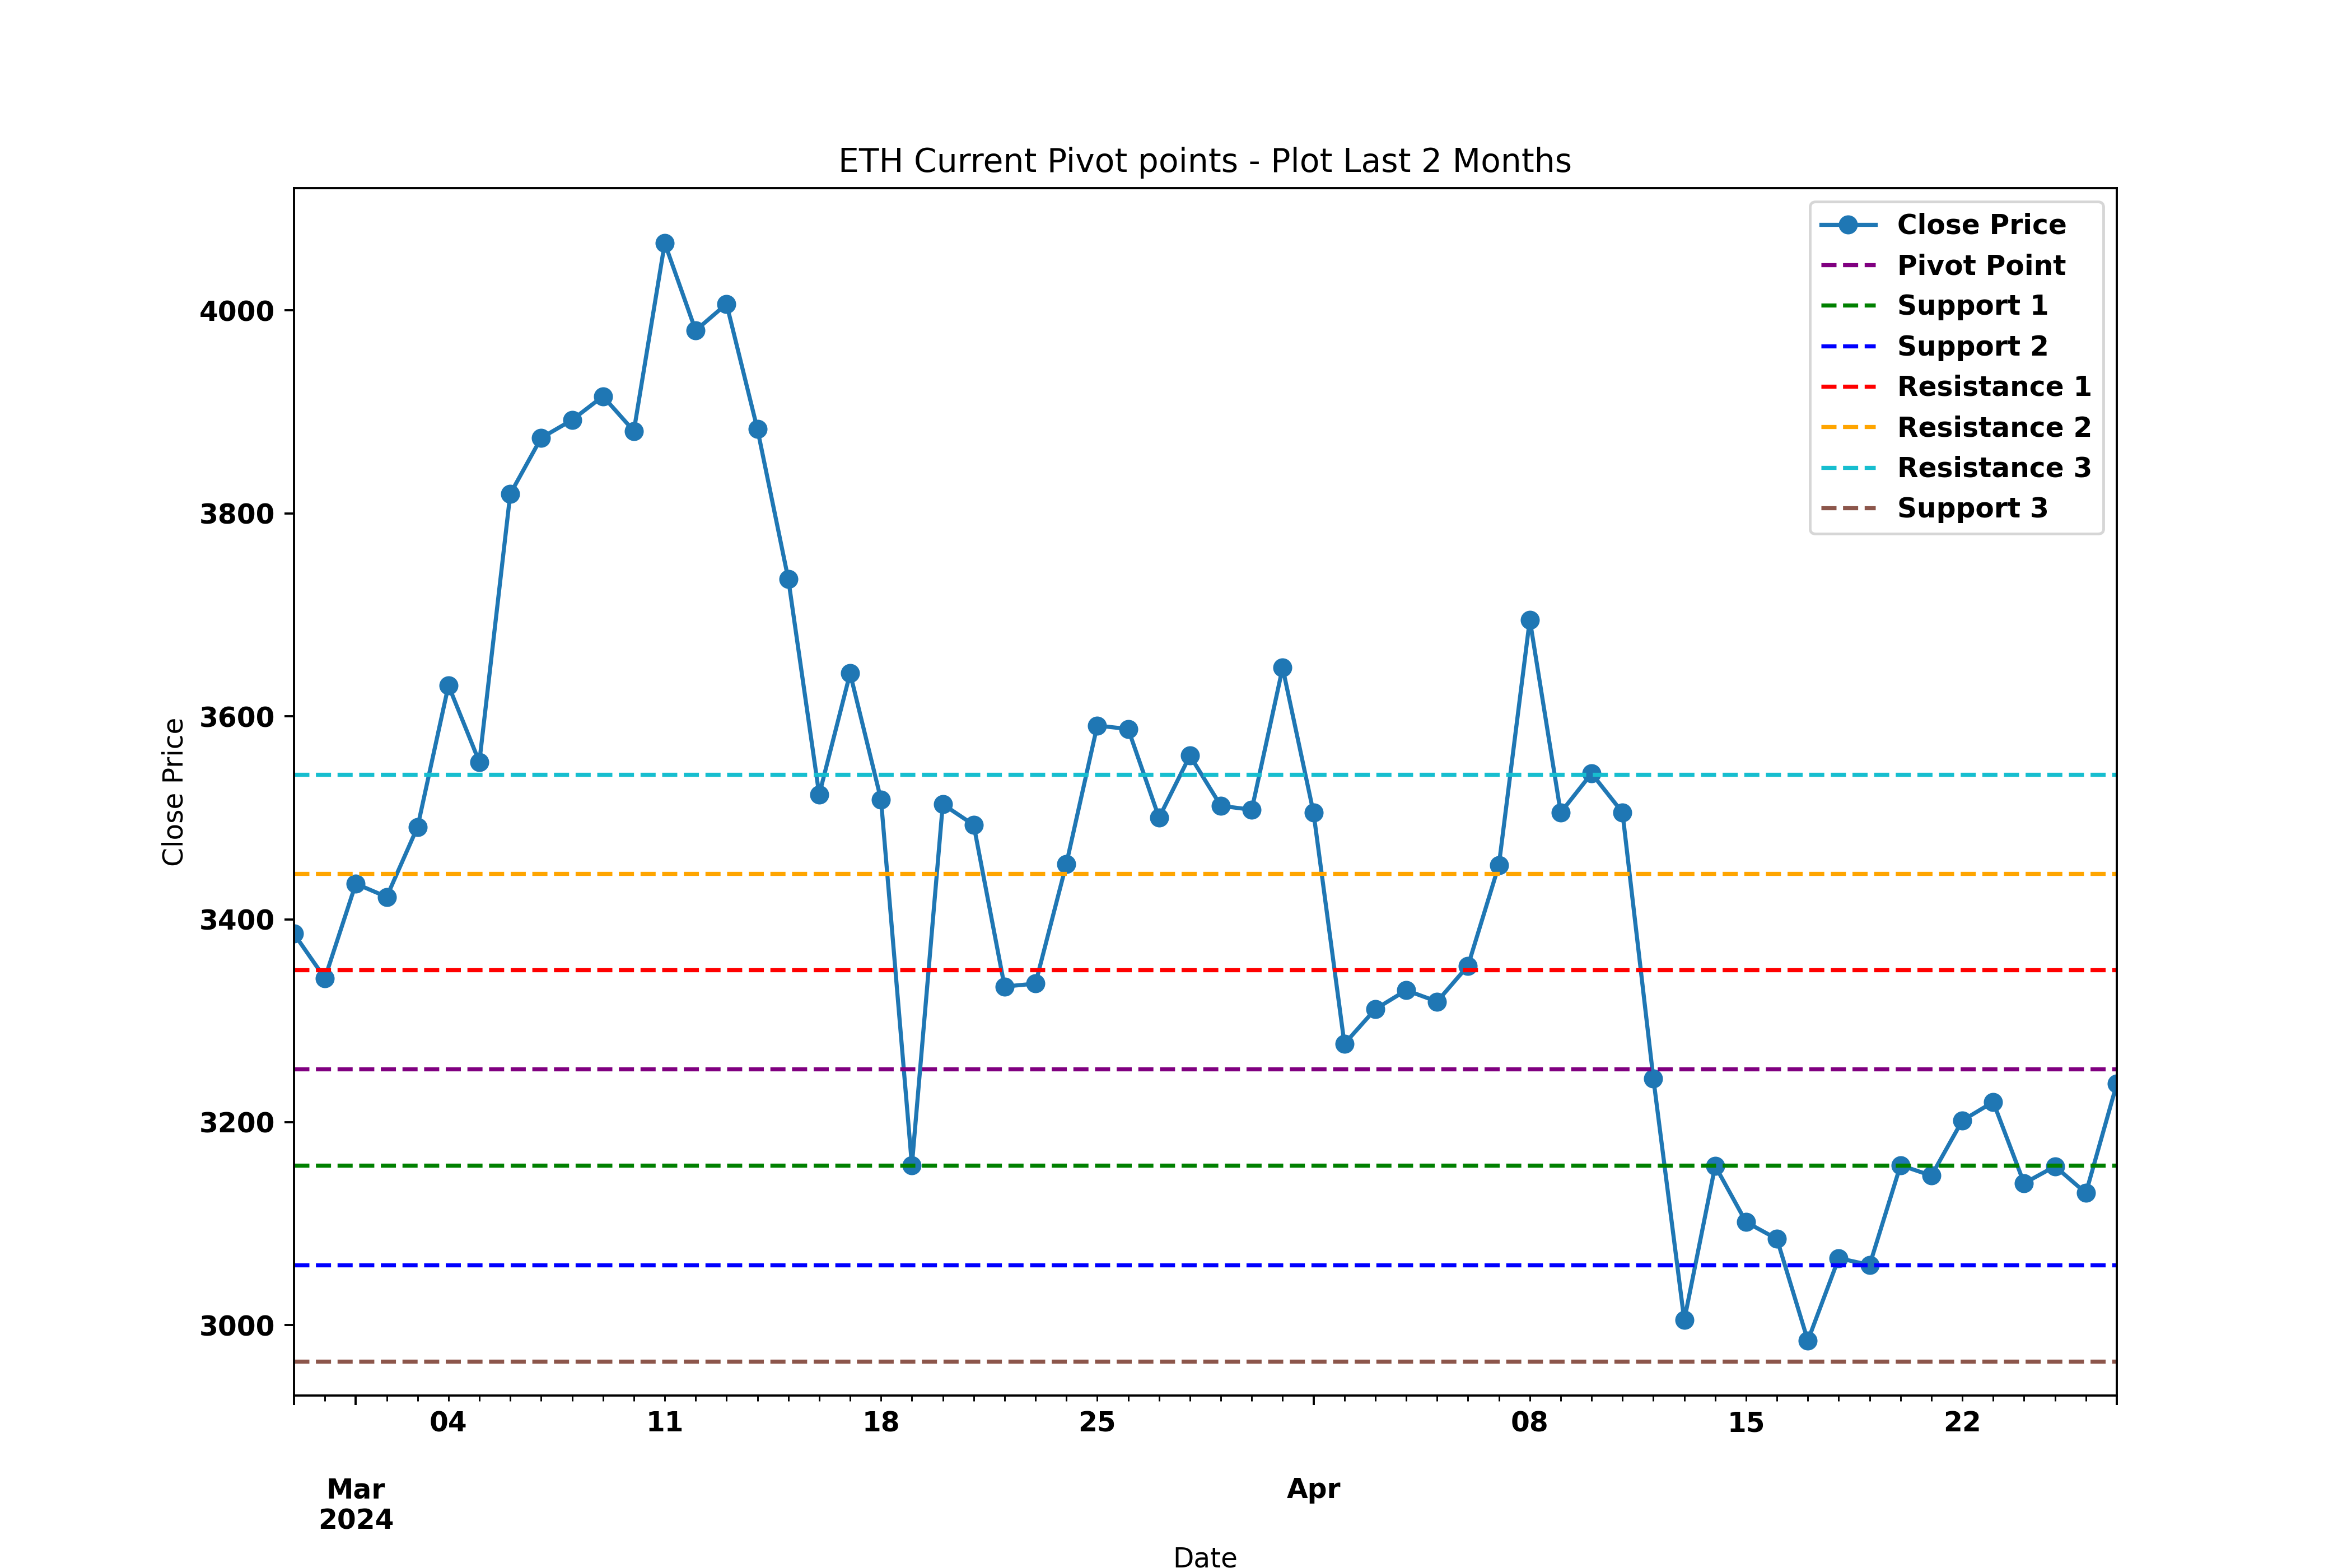 ETH Current Pivot points - Plot Last 2 Months
Close Price
Pivot Point
Support 1
Support 2
Resistance 1
Resistance 2
Resistance 3
Support 3
Close Price
4000
3800
3600
3400
3200
3000
04 11 18 25 08 15 22
Mar Apr
2024
Date